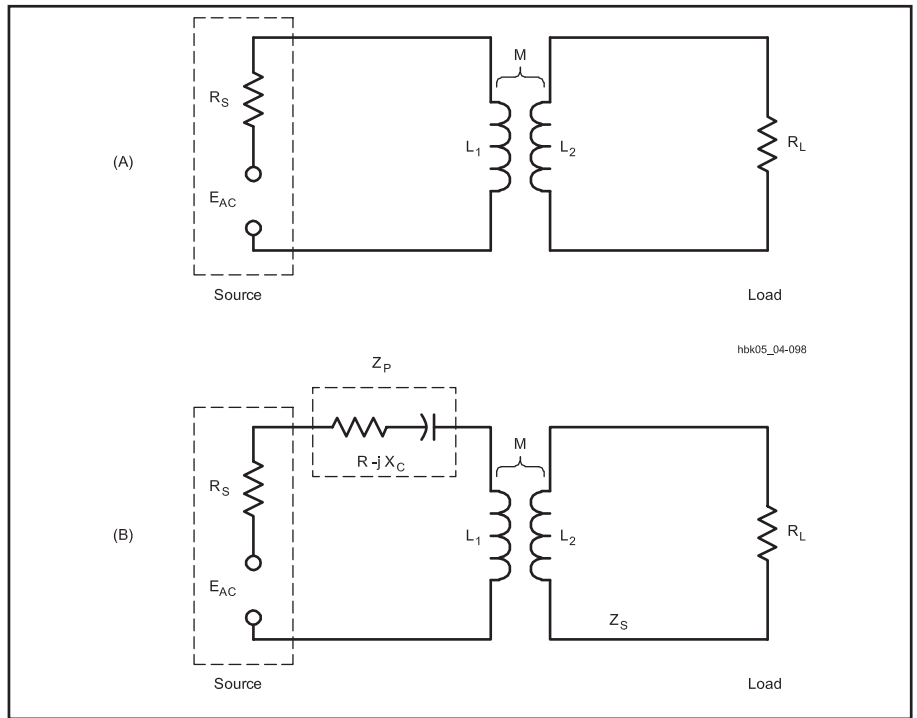 M
R_S
L_1
L_2
R_L
(A)
E_AC
Source
Load
hbk05_04-098
Z_P
R -j X_C
M
R_S
L_1
L_2
R_L
(B)
E_AC
Z_S
Source
Load